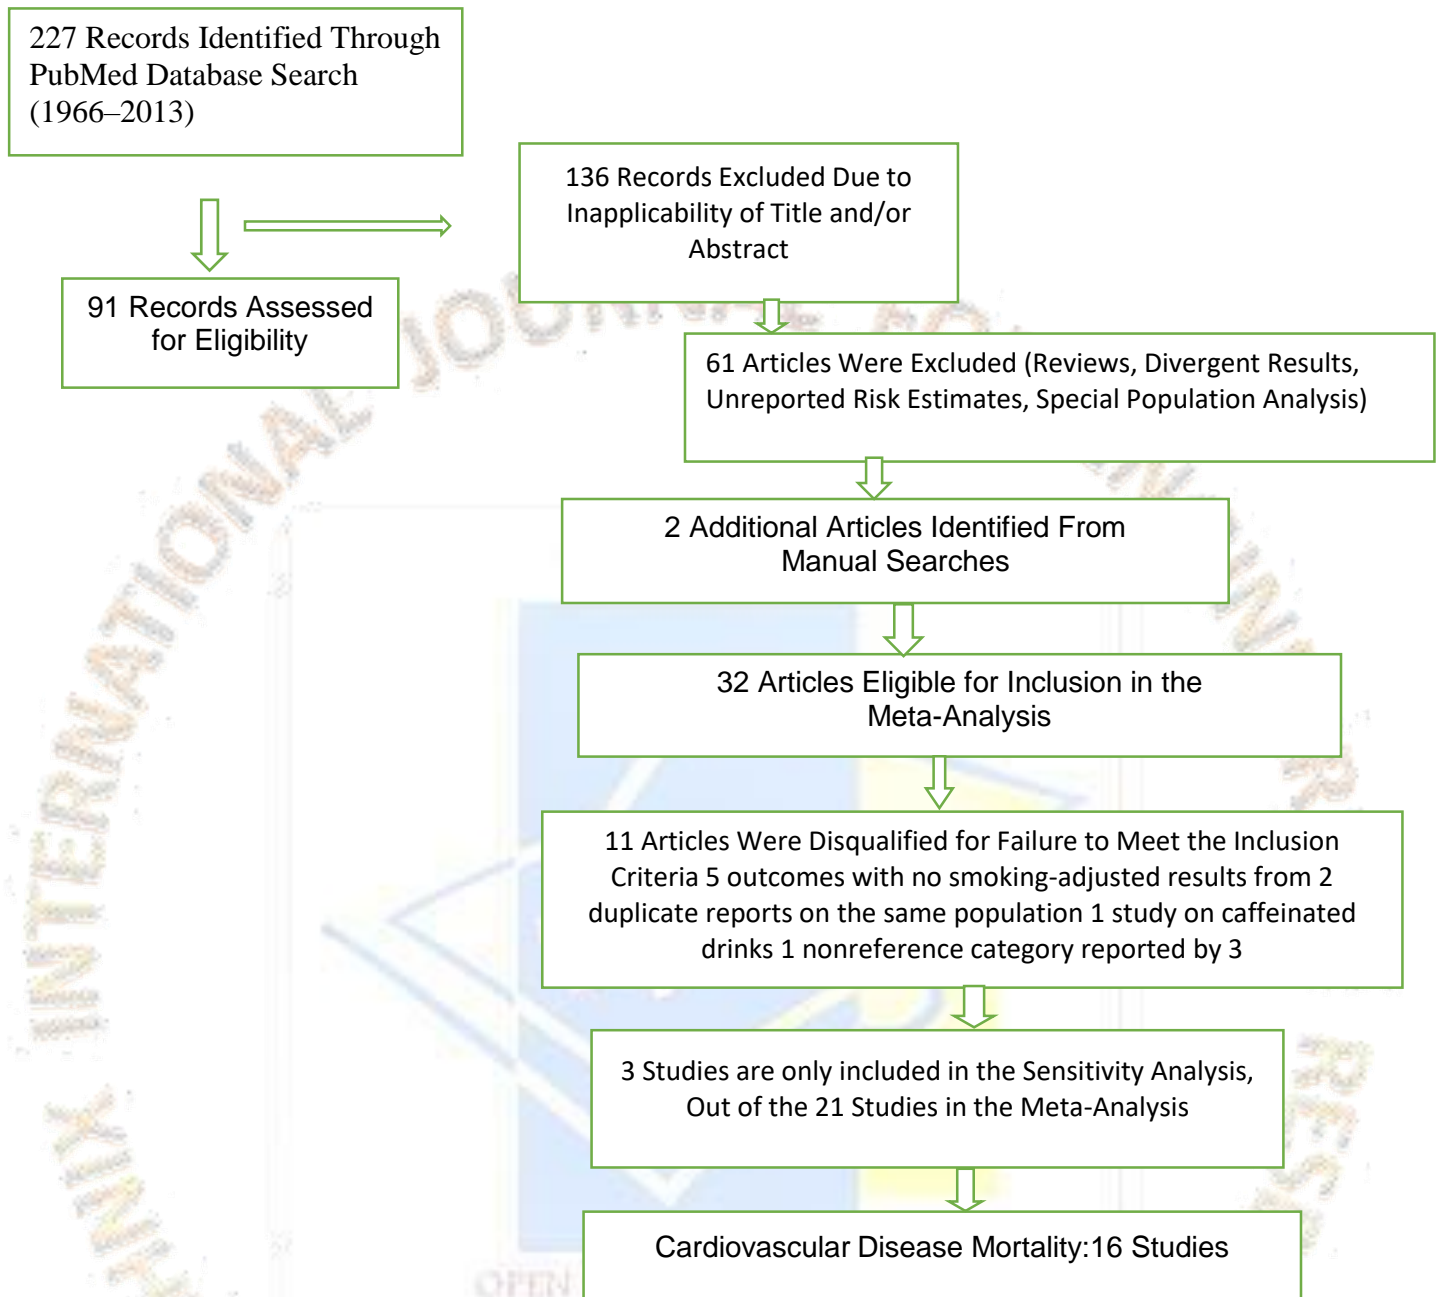 227 Records Identified Through
PubMed Database Search
(1966–2013)
136 Records Excluded Due to
Inapplicability of Title and/or
Abstract
91 Records Assessed
for Eligibility
61 Articles Were Excluded (Reviews, Divergent Results,
Unreported Risk Estimates, Special Population Analysis)
2 Additional Articles Identified From
Manual Searches
32 Articles Eligible for Inclusion in the
Meta-Analysis
11 Articles Were Disqualified for Failure to Meet the Inclusion
Criteria 5 outcomes with no smoking-adjusted results from 2
duplicate reports on the same population 1 study on caffeinated
drinks 1 nonreference category reported by 3
3 Studies are only included in the Sensitivity Analysis,
Out of the 21 Studies in the Meta-Analysis
Cardiovascular Disease Mortality:16 Studies
INTERNATIONAL JOURNAL
OPEN